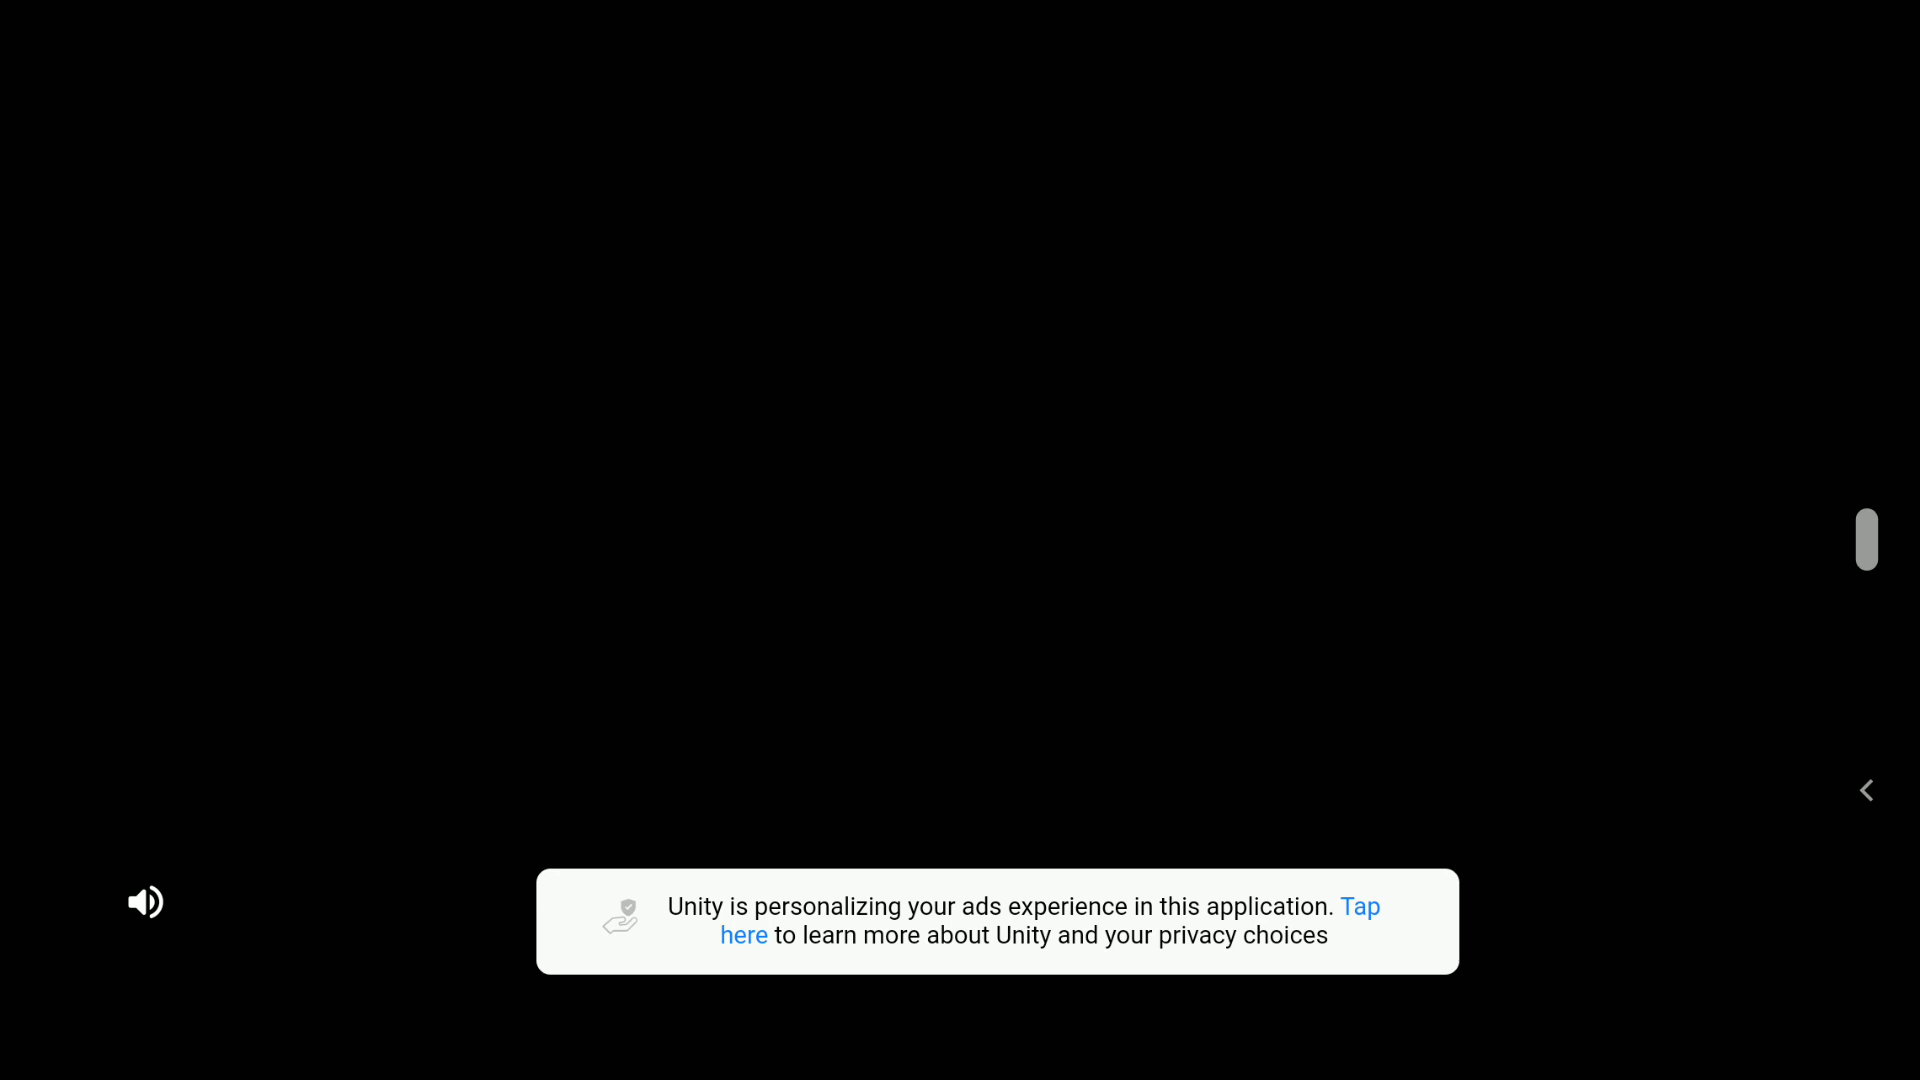 Unity is personalizing your ads experience in this application. Tap
here to learn more about Unity and your privacy choices